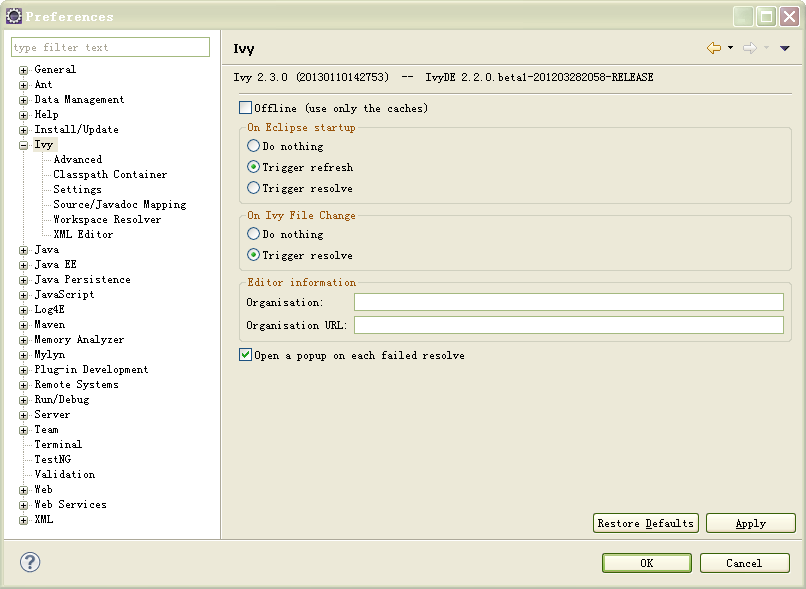 Preferences
type filter text
General
Ant
Data Management
Help
Install/Update
Ivy
Advanced
Classpath Container
Settings
Source/Javadoc Mapping
Workspace Resolver
XML Editor
Java
Java EE
Java Persistence
JavaScript
Log4E
Maven
Memory Analyzer
Mylyn
Plug-in Development
Remote Systems
Run/Debug
Server
Team
Terminal
TestNG
Validation
Web
Web Services
XML
Ivy
Ivy 2.3.0 (20130110142753) -- IvyDE 2.2.0.beta1-201203282058-RELEASE
Offline (use only the caches)
On Eclipse startup
Do nothing
Trigger refresh
Trigger resolve
On Ivy File Change
Do nothing
Trigger resolve
Editor information
Organisation:
Organisation URL:
Open a popup on each failed resolve
Restore Defaults Apply
? OK Cancel